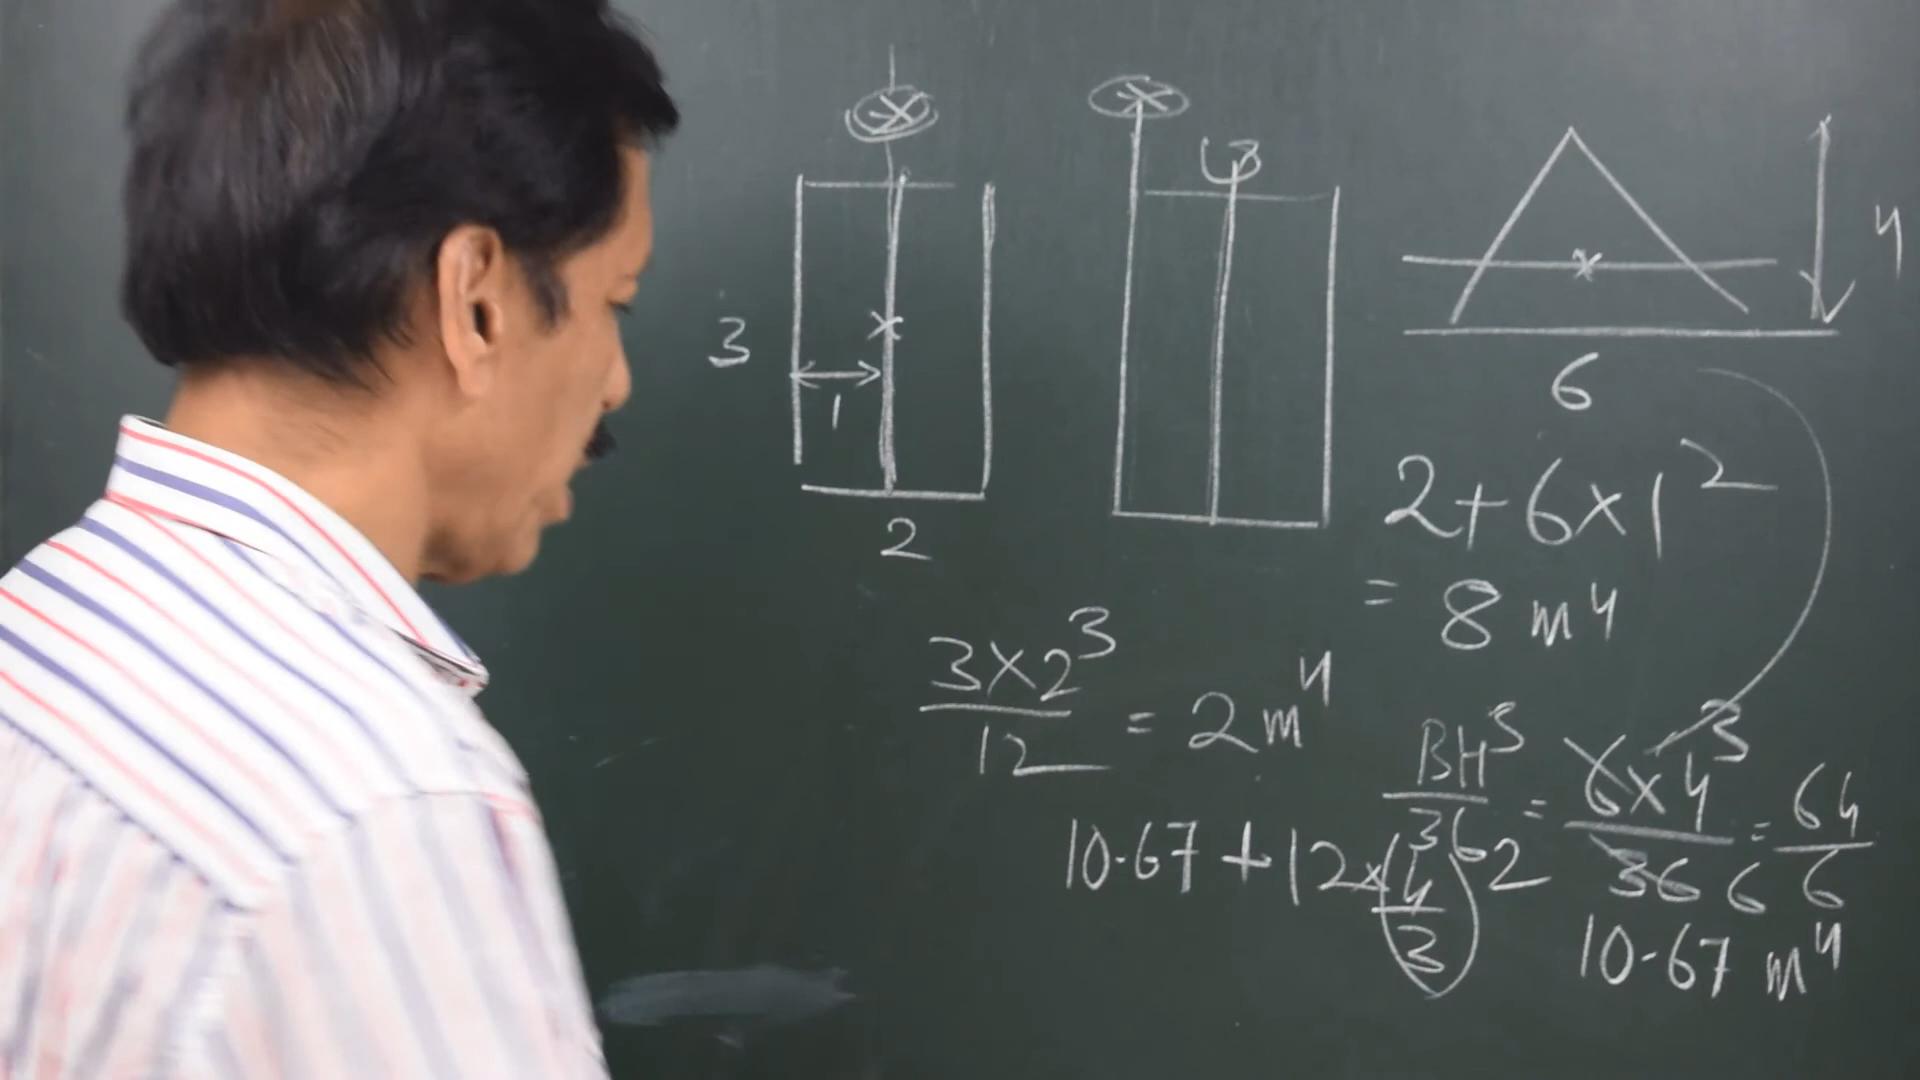 3
1
2
4
6
2+6×1²
= 8 m⁴
3×2³/12 = 2m⁴
BH³/36 = 6×4³/36 6 = 64/6
10.67 + 12×(4/3)²
10.67 m⁴